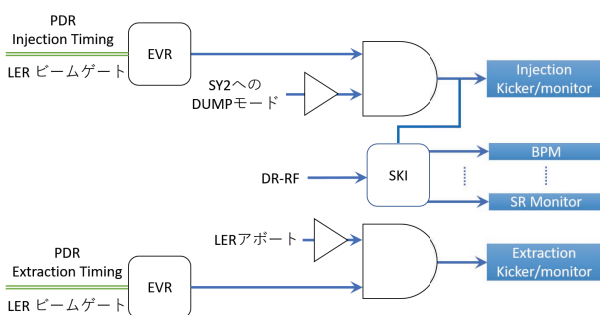 PDR
Injection Timing
LER ビームゲート
EVR
SY2への
DUMPモード
Injection
Kicker/monitor
DR-RF
SKI
BPM
SR Monitor
LERアボート
PDR
Extraction Timing
LER ビームゲート
EVR
Extraction
Kicker/monitor